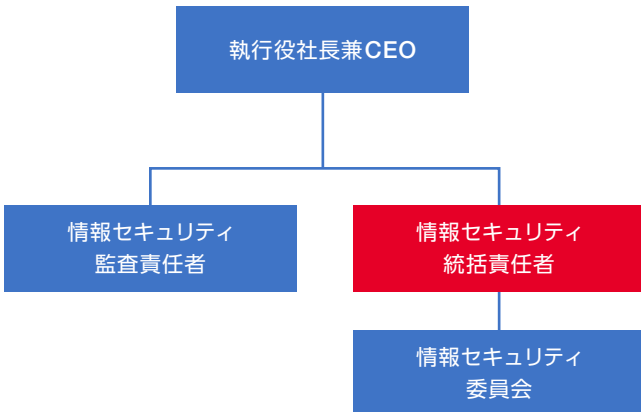 執行役社長兼CEO
情報セキュリティ
監査責任者
情報セキュリティ
統括責任者
情報セキュリティ
委員会